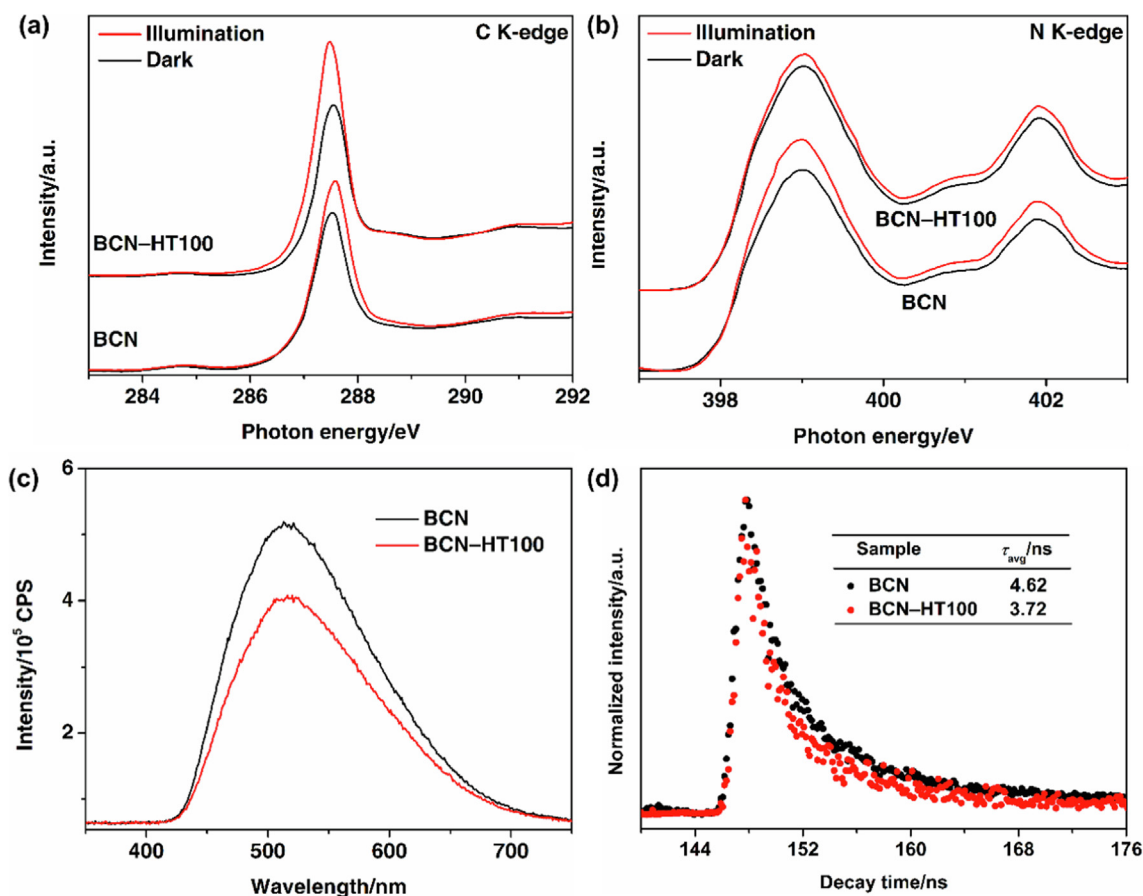 (a)
Illumination
Dark
C K-edge
BCN–HT100
BCN
Intensity/a.u.
284 286 288 290 292
Photon energy/eV
(b)
Illumination
Dark
N K-edge
BCN–HT100
BCN
Intensity/a.u.
398 400 402
Photon energy/eV
(c)
BCN
BCN–HT100
6
4
2
Intensity/10⁵ CPS
400 500 600 700
Wavelength/nm
(d)
Sample τavg/ns
BCN 4.62
BCN–HT100 3.72
Normalized intensity/a.u.
144 152 160 168 176
Decay time/ns